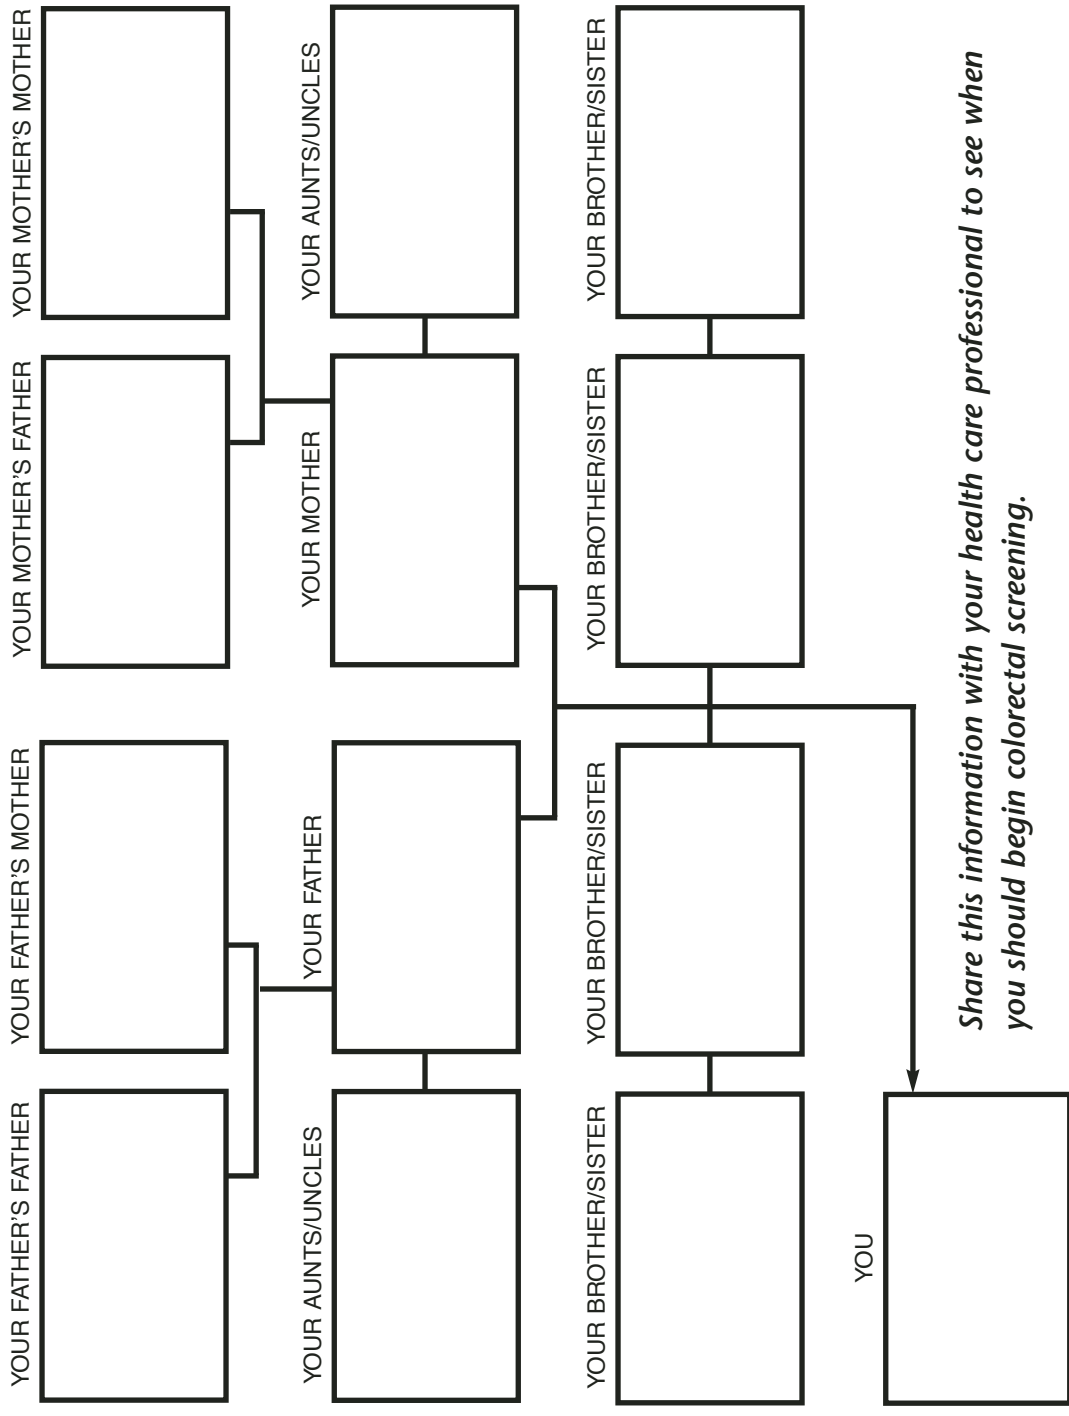 YOUR FATHER'S FATHER
YOUR FATHER'S MOTHER
YOUR MOTHER'S FATHER
YOUR MOTHER'S MOTHER
YOUR AUNTS/UNCLES
YOUR FATHER
YOUR MOTHER
YOUR AUNTS/UNCLES
YOUR BROTHER/SISTER
YOUR BROTHER/SISTER
YOUR BROTHER/SISTER
YOUR BROTHER/SISTER
YOU
Share this information with your health care professional to see when
you should begin colorectal screening.